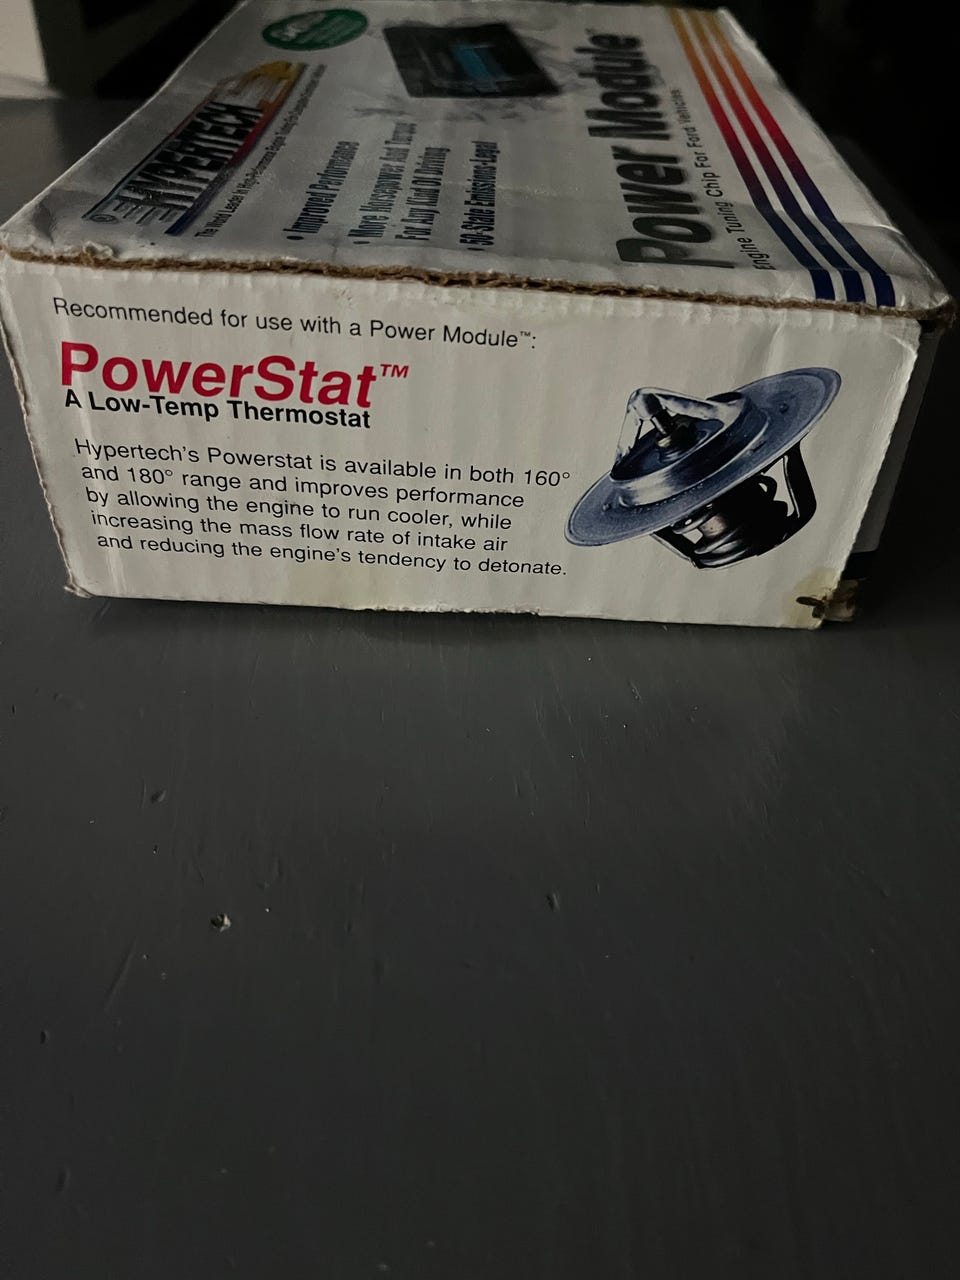 HYPERTECH®
• Improved Performance
• More Horsepower And Torque
For Any Kind Of Driving
• 50-State Emissions-Legal
Power Module™
Engine Tuning Chip For Ford Vehicles
Recommended for use with a Power Module™:
PowerStat™
A Low-Temp Thermostat
Hypertech's Powerstat is available in both 160°
and 180° range and improves performance
by allowing the engine to run cooler, while
increasing the mass flow rate of intake air
and reducing the engine's tendency to detonate.